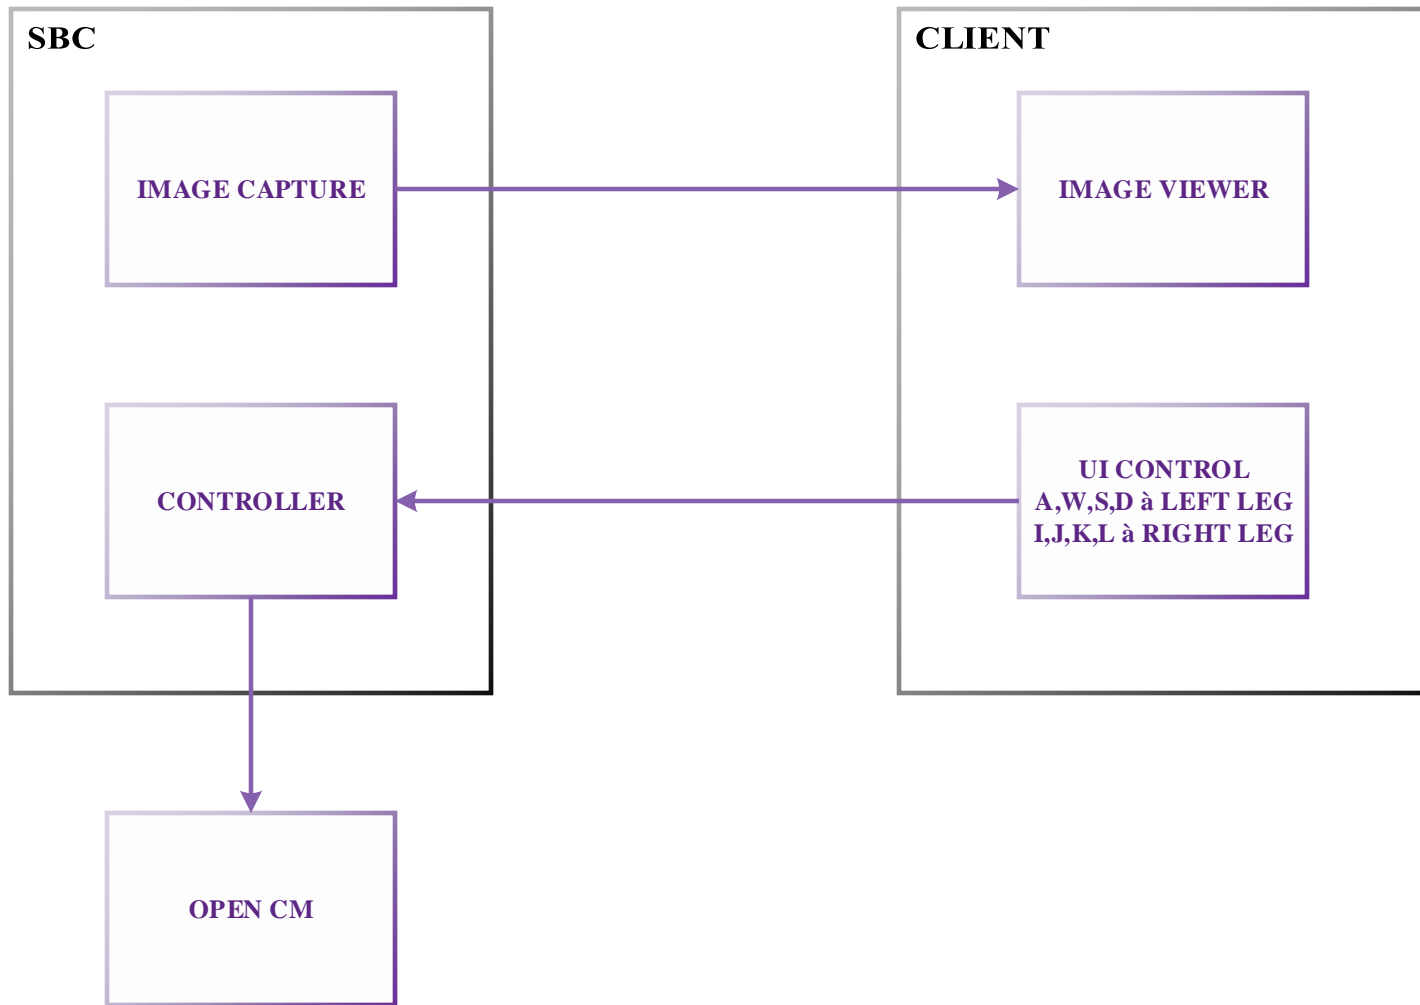 SBC
CLIENT
IMAGE CAPTURE
IMAGE VIEWER
CONTROLLER
UI CONTROL
A,W,S,D à LEFT LEG
I,J,K,L à RIGHT LEG
OPEN CM